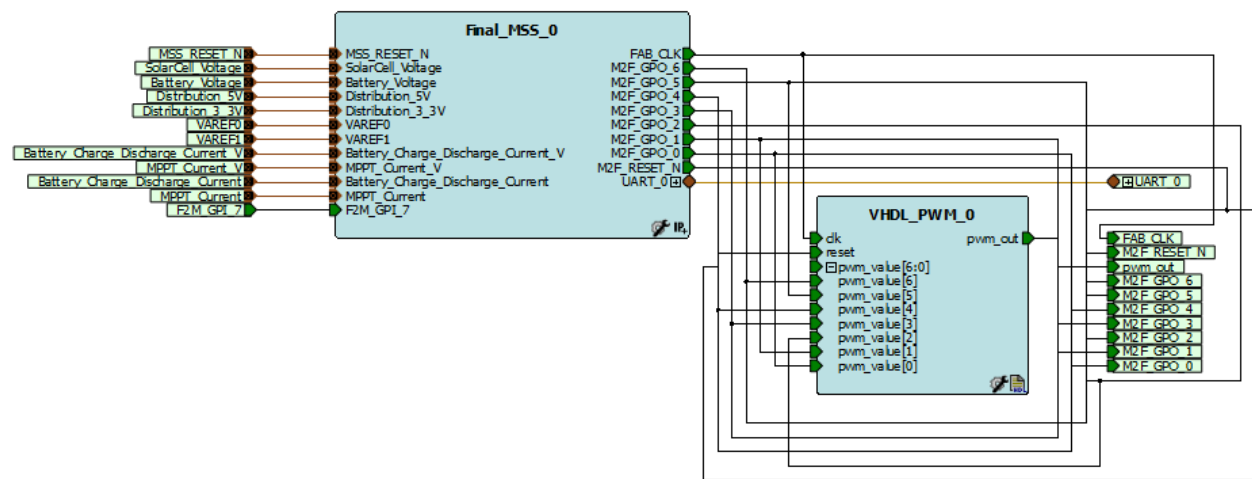 Final_MSS_0
MSS_RESET_N
SolarCell_Voltage
Battery_Voltage
Distribution_5V
Distribution_3_3V
VAREF0
VAREF1
Battery_Charge_Discharge_Current_V
MPPT_Current_V
Battery_Charge_Discharge_Current
MPPT_Current
F2M_GPI_7
MSS_RESET_N
SolarCell_Voltage
Battery_Voltage
Distribution_5V
Distribution_3_3V
VAREF0
VAREF1
Battery_Charge_Discharge_Current_V
MPPT_Current_V
Battery_Charge_Discharge_Current
MPPT_Current
F2M_GPI_7
FAB_CLK
M2F_GPO_6
M2F_GPO_5
M2F_GPO_4
M2F_GPO_3
M2F_GPO_2
M2F_GPO_1
M2F_GPO_0
M2F_RESET_N
UART_0
IP
VHDL_PWM_0
clk
reset
pwm_value[6:0]
pwm_value[6]
pwm_value[5]
pwm_value[4]
pwm_value[3]
pwm_value[2]
pwm_value[1]
pwm_value[0]
pwm_out
HDL
UART_0
FAB_CLK
M2F_RESET_N
pwm_out
M2F_GPO_6
M2F_GPO_5
M2F_GPO_4
M2F_GPO_3
M2F_GPO_2
M2F_GPO_1
M2F_GPO_0